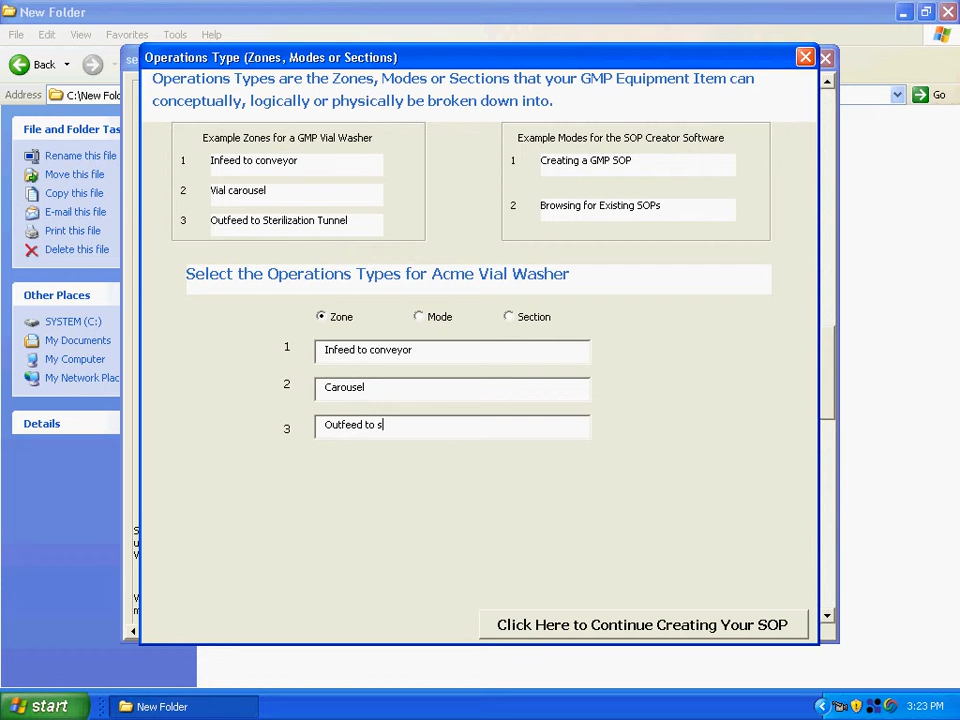 New Folder
File Edit View Favorites Tools Help
Back
Address C:\New Fold
Go
File and Folder Tas
Rename this file
Move this file
Copy this file
E-mail this file
Print this file
Delete this file
Other Places
SYSTEM (C:)
My Documents
My Computer
My Network Plac
Details
Operations Type (Zones, Modes or Sections)
Operations Types are the Zones, Modes or Sections that your GMP Equipment Item can
conceptually, logically or physically be broken down into.
Example Zones for a GMP Vial Washer
1 Infeed to conveyor
2 Vial carousel
3 Outfeed to Sterilization Tunnel
Example Modes for the SOP Creator Software
1 Creating a GMP SOP
2 Browsing for Existing SOPs
Select the Operations Types for Acme Vial Washer
Zone Mode Section
1 Infeed to conveyor
2 Carousel
3 Outfeed to s
Click Here to Continue Creating Your SOP
start New Folder 3:23 PM